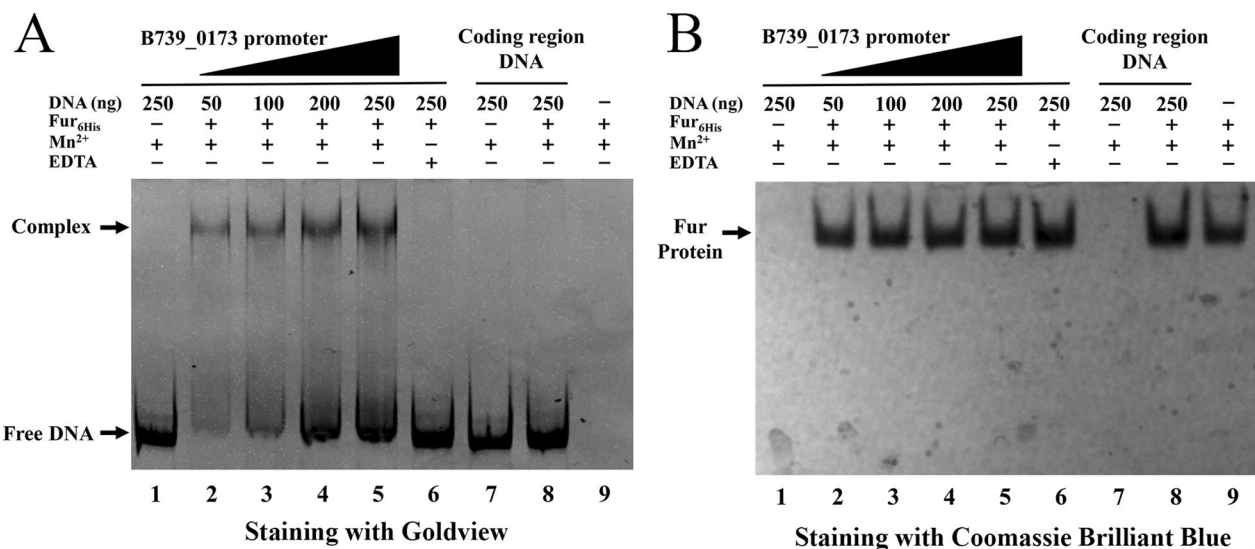 A
B739_0173 promoter
Coding region
DNA
DNA (ng) 250 50 100 200 250 250 250 250 –
Fur6His – + + + + + – + +
Mn2+ + + + + + – + + +
EDTA – – – – – + – – –
Complex
Free DNA
1 2 3 4 5 6 7 8 9
Staining with Goldview
B
B739_0173 promoter
Coding region
DNA
DNA (ng) 250 50 100 200 250 250 250 250 –
Fur6His – + + + + + – + +
Mn2+ + + + + + – + + +
EDTA – – – – – + – – –
Fur
Protein
1 2 3 4 5 6 7 8 9
Staining with Coomassie Brilliant Blue